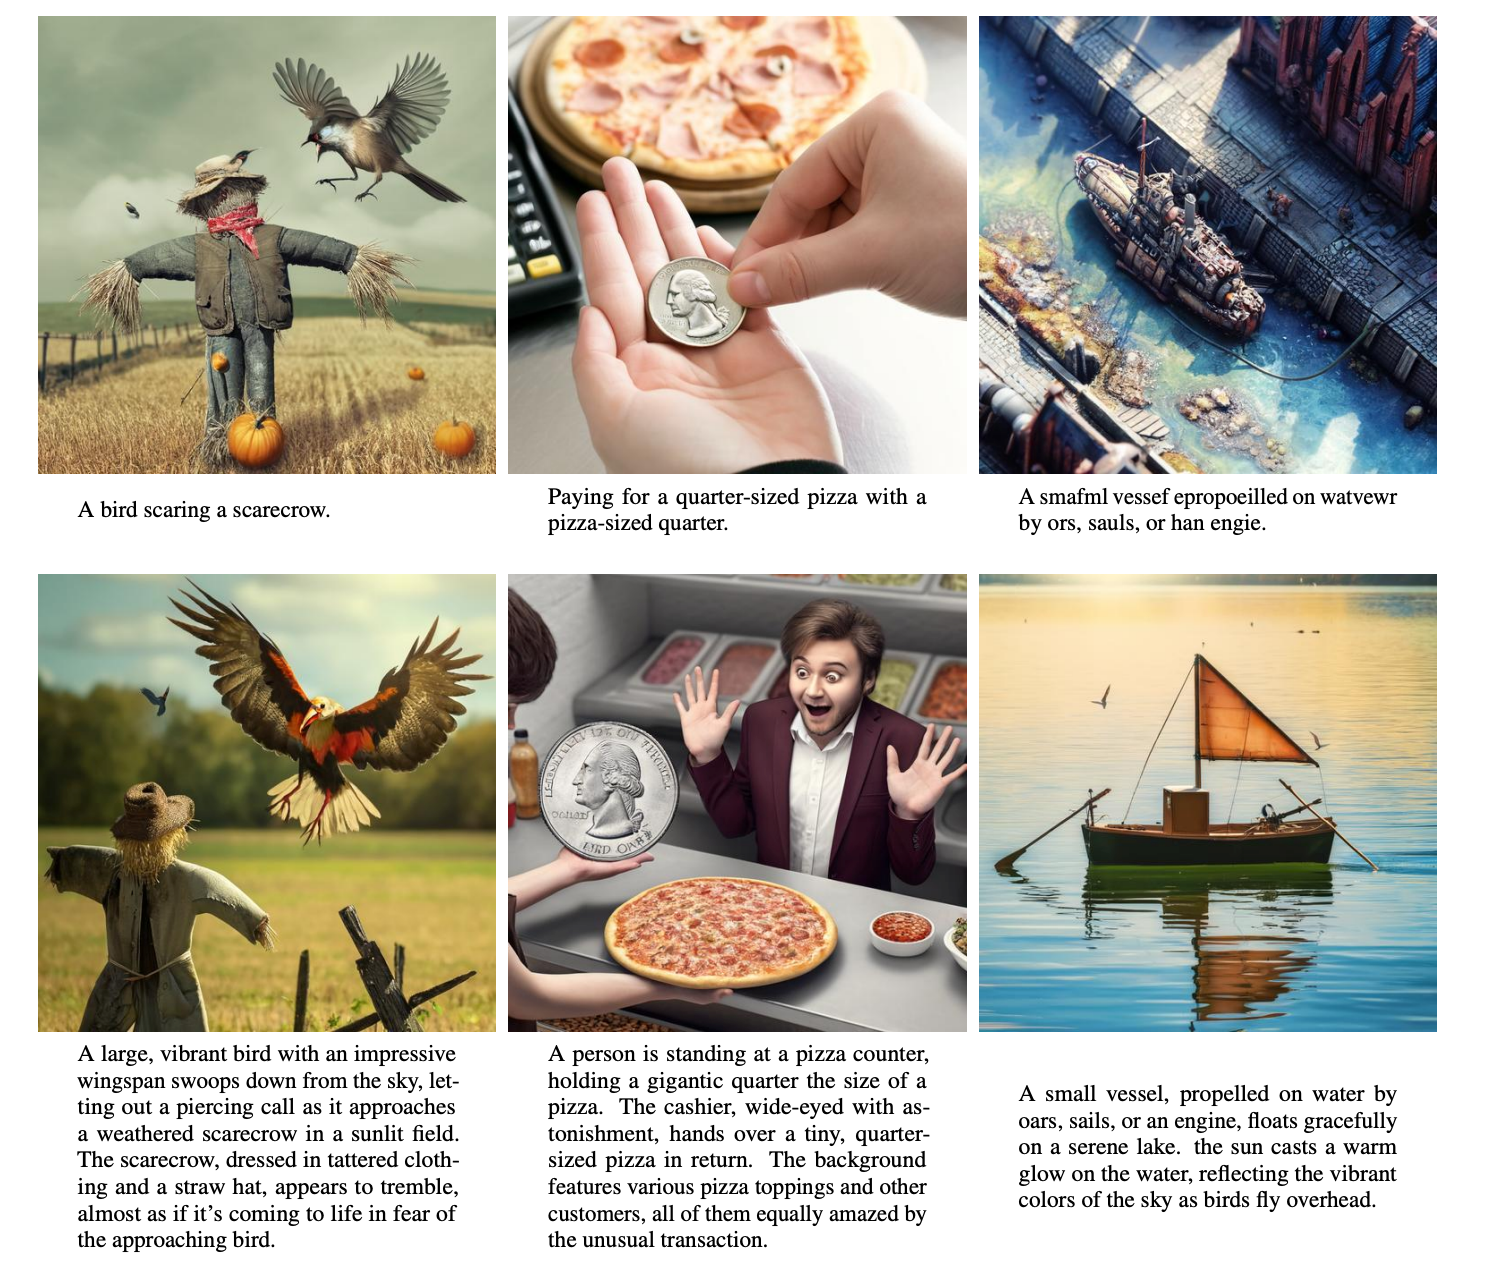 A bird scaring a scarecrow.
Paying for a quarter-sized pizza with a
pizza-sized quarter.
A smafml vessef epropoeilled on watvewr
by ors, sauls, or han engie.
A large, vibrant bird with an impressive
wingspan swoops down from the sky, let-
ting out a piercing call as it approaches
a weathered scarecrow in a sunlit field.
The scarecrow, dressed in tattered cloth-
ing and a straw hat, appears to tremble,
almost as if it's coming to life in fear of
the approaching bird.
A person is standing at a pizza counter,
holding a gigantic quarter the size of a
pizza. The cashier, wide-eyed with as-
tonishment, hands over a tiny, quarter-
sized pizza in return. The background
features various pizza toppings and other
customers, all of them equally amazed by
the unusual transaction.
A small vessel, propelled on water by
oars, sails, or an engine, floats gracefully
on a serene lake. the sun casts a warm
glow on the water, reflecting the vibrant
colors of the sky as birds fly overhead.